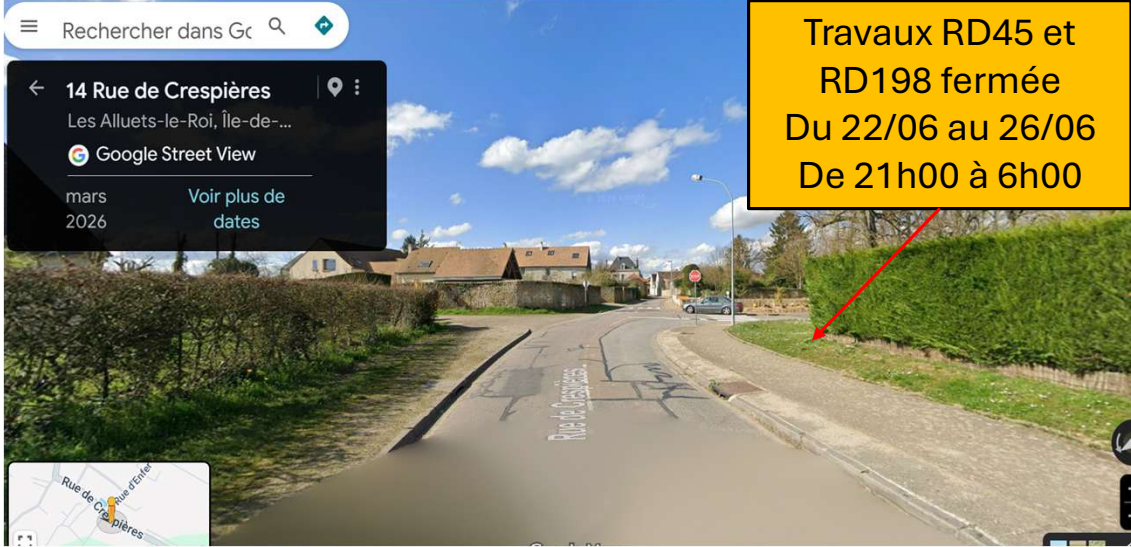 Rechercher dans Gc
14 Rue de Crespières
Les Alluets-le-Roi, Île-de-...
Google Street View
mars
2026
Voir plus de
dates
Travaux RD45 et
RD198 fermée
Du 22/06 au 26/06
De 21h00 à 6h00
Rue de Crespières
Rue de Crespières
Rue d'Enfer